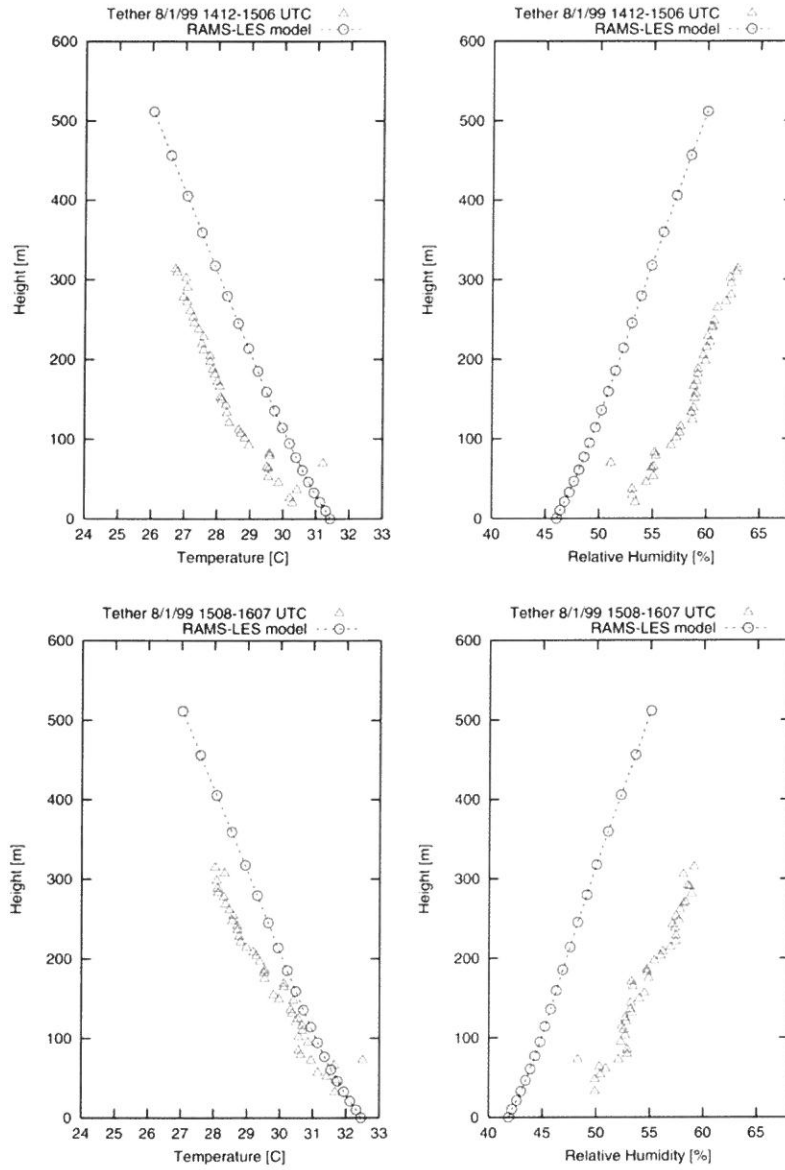 Tether 8/1/99 1412-1506 UTC
RAMS-LES model
600
500
400
300
200
100
0
Height [m]
24 25 26 27 28 29 30 31 32 33
Temperature [C]
Tether 8/1/99 1412-1506 UTC
RAMS-LES model
600
500
400
300
200
100
0
Height [m]
40 45 50 55 60 65
Relative Humidity [%]
Tether 8/1/99 1508-1607 UTC
RAMS-LES model
600
500
400
300
200
100
0
Height [m]
24 25 26 27 28 29 30 31 32 33
Temperature [C]
Tether 8/1/99 1508-1607 UTC
RAMS-LES model
600
500
400
300
200
100
0
Height [m]
40 45 50 55 60 65
Relative Humidity [%]